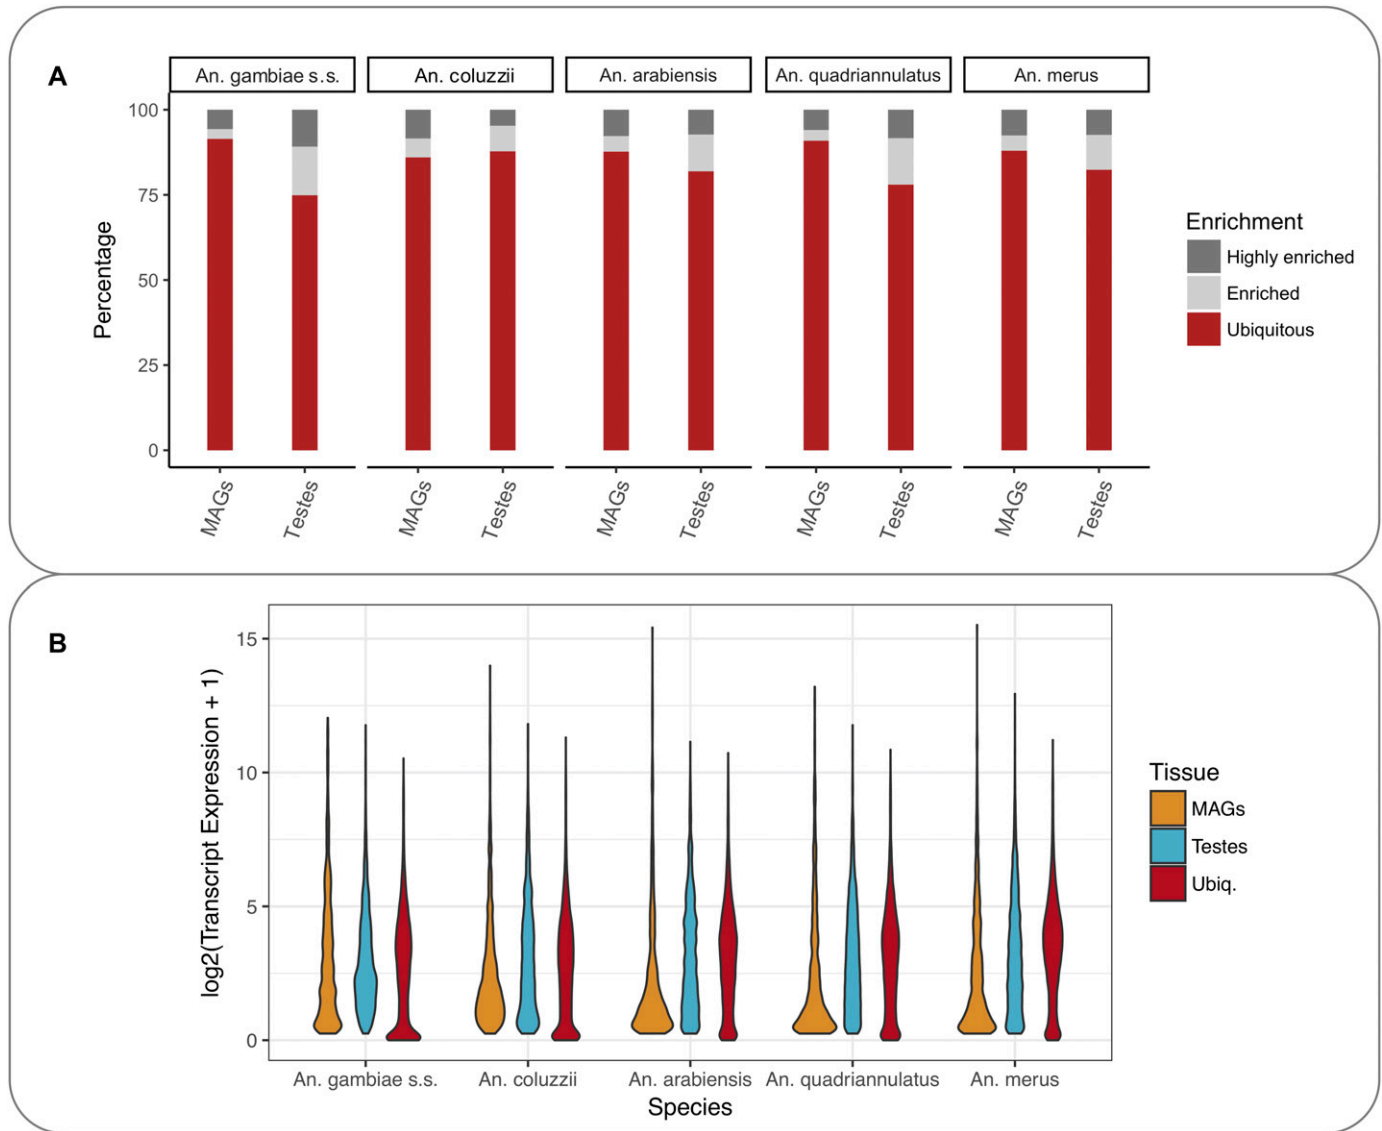 A
An. gambiae s.s.
An. coluzzii
An. arabiensis
An. quadriannulatus
An. merus
100
75
50
25
0
Percentage
MAGs
Testes
MAGs
Testes
MAGs
Testes
MAGs
Testes
MAGs
Testes
Enrichment
Highly enriched
Enriched
Ubiquitous
B
15
10
5
0
log2(Transcript Expression + 1)
An. gambiae s.s.
An. coluzzii
An. arabiensis
An. quadriannulatus
An. merus
Species
Tissue
MAGs
Testes
Ubiq.